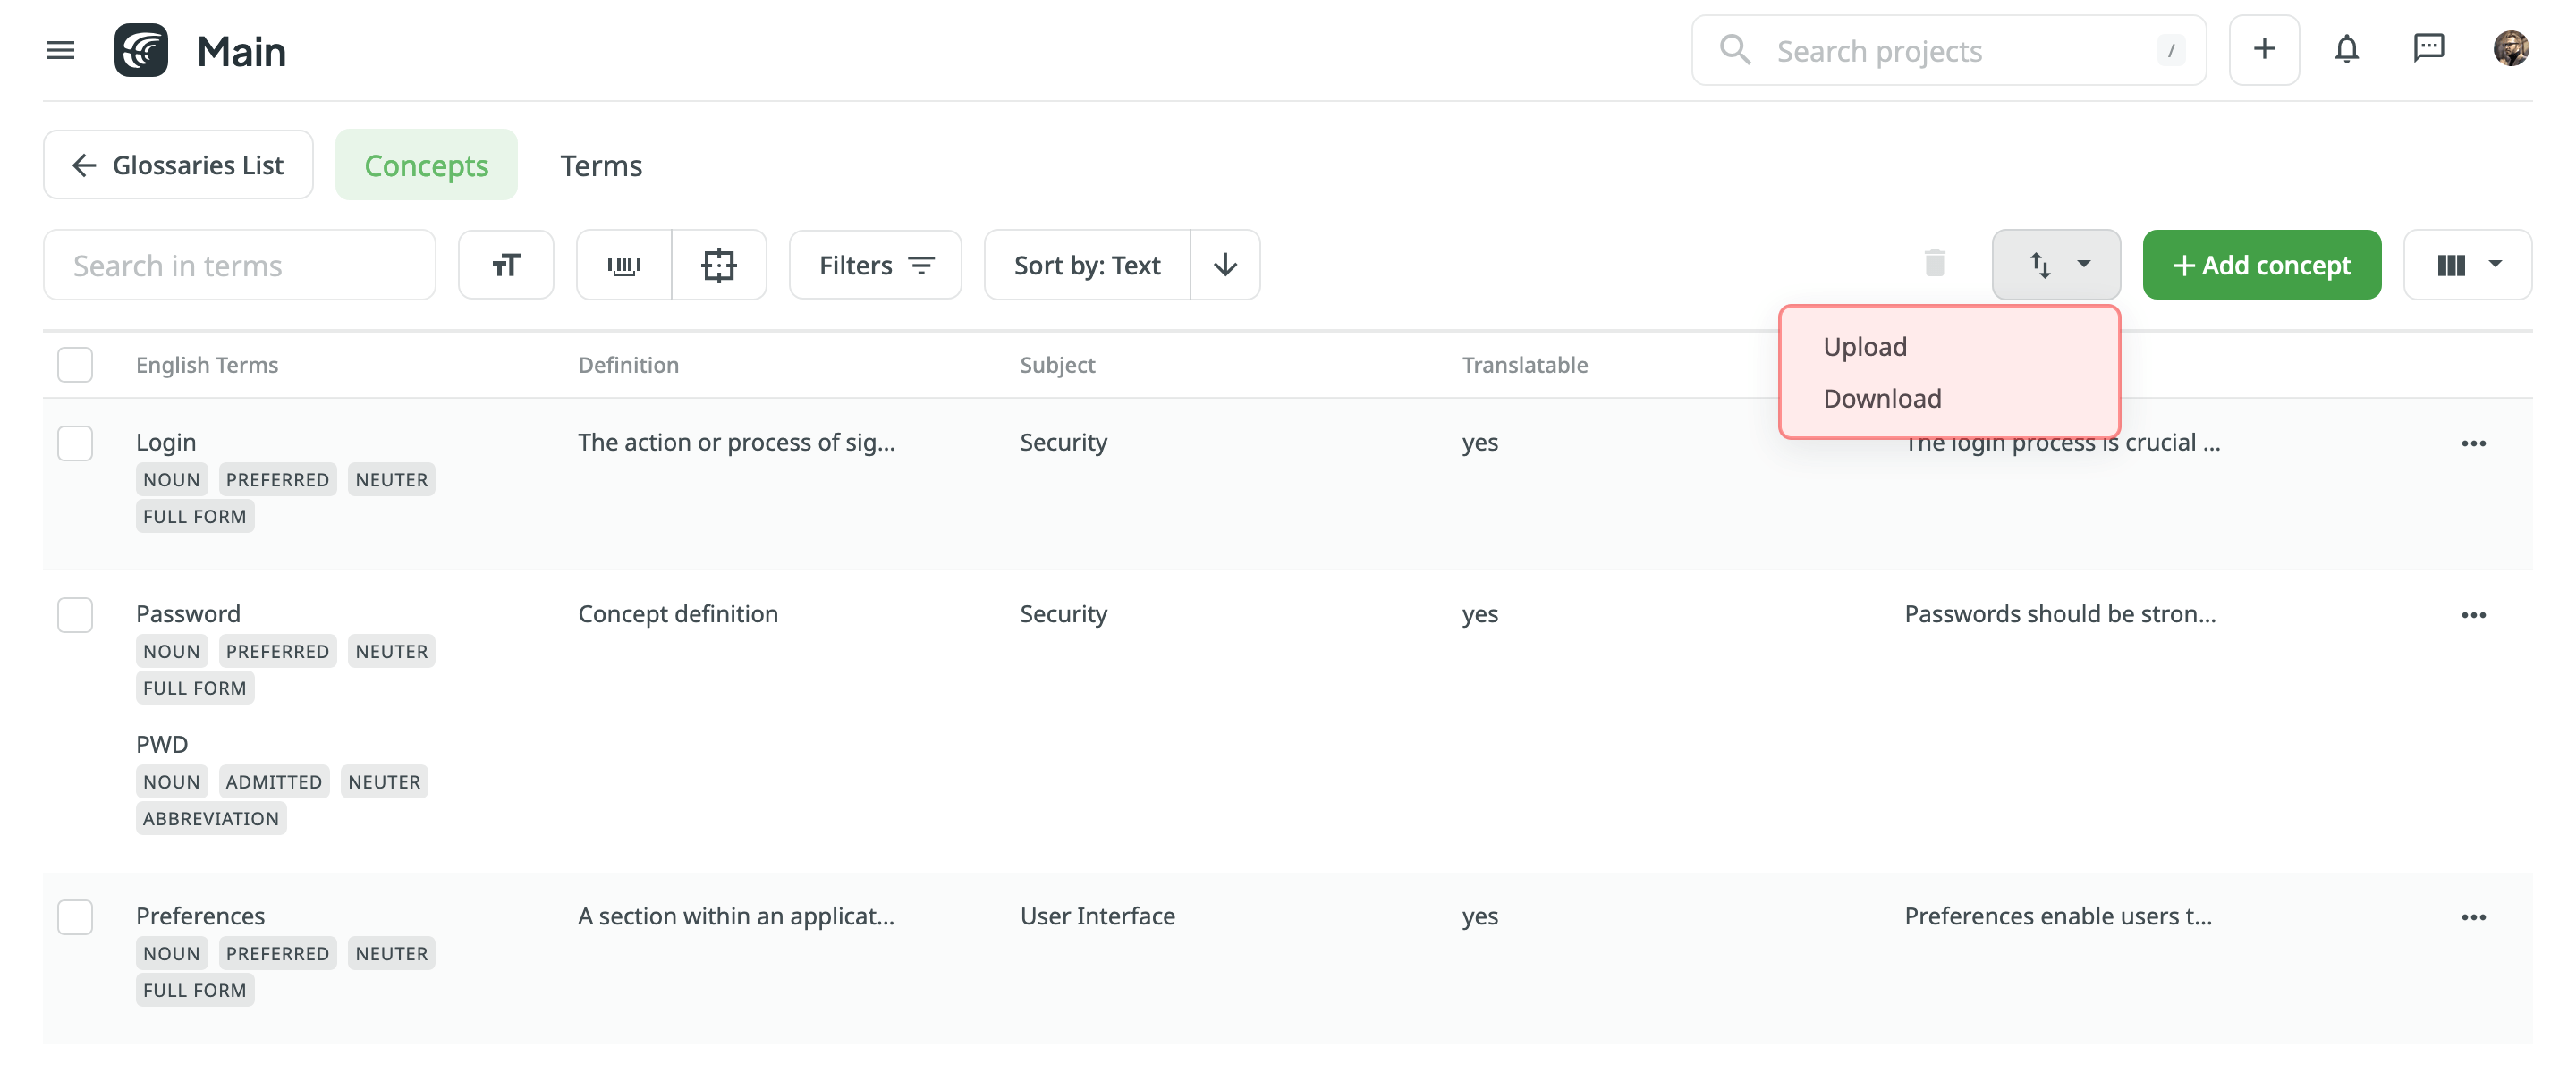 Main
Search projects /
Glossaries List Concepts Terms
Search in terms Filters Sort by: Text + Add concept
Upload
Download
English Terms Definition Subject Translatable
Login The action or process of sig... Security yes The login process is crucial ...
NOUN PREFERRED NEUTER
FULL FORM
Password Concept definition Security yes Passwords should be stron...
NOUN PREFERRED NEUTER
FULL FORM
PWD
NOUN ADMITTED NEUTER
ABBREVIATION
Preferences A section within an applicat... User Interface yes Preferences enable users t...
NOUN PREFERRED NEUTER
FULL FORM